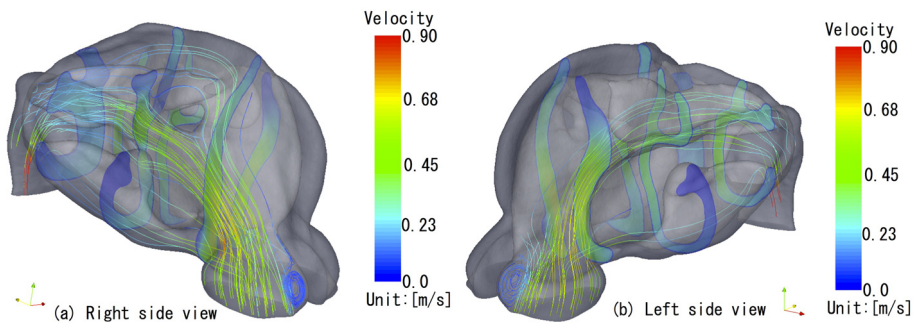 Velocity
0.90
0.68
0.45
0.23
0.0
Unit:[m/s]
(a) Right side view
Velocity
0.90
0.68
0.45
0.23
0.0
Unit:[m/s]
(b) Left side view